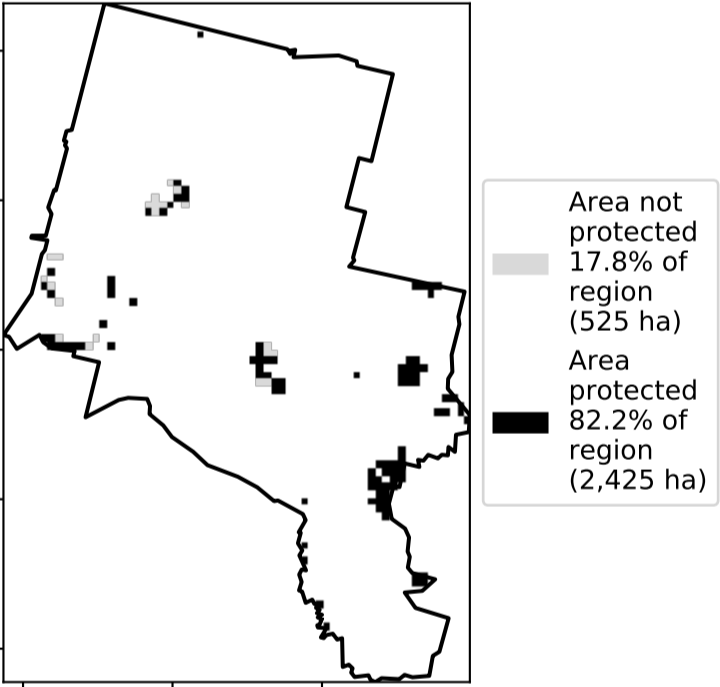 Area not
protected
17.8% of
region
(525 ha)
Area
protected
82.2% of
region
(2,425 ha)